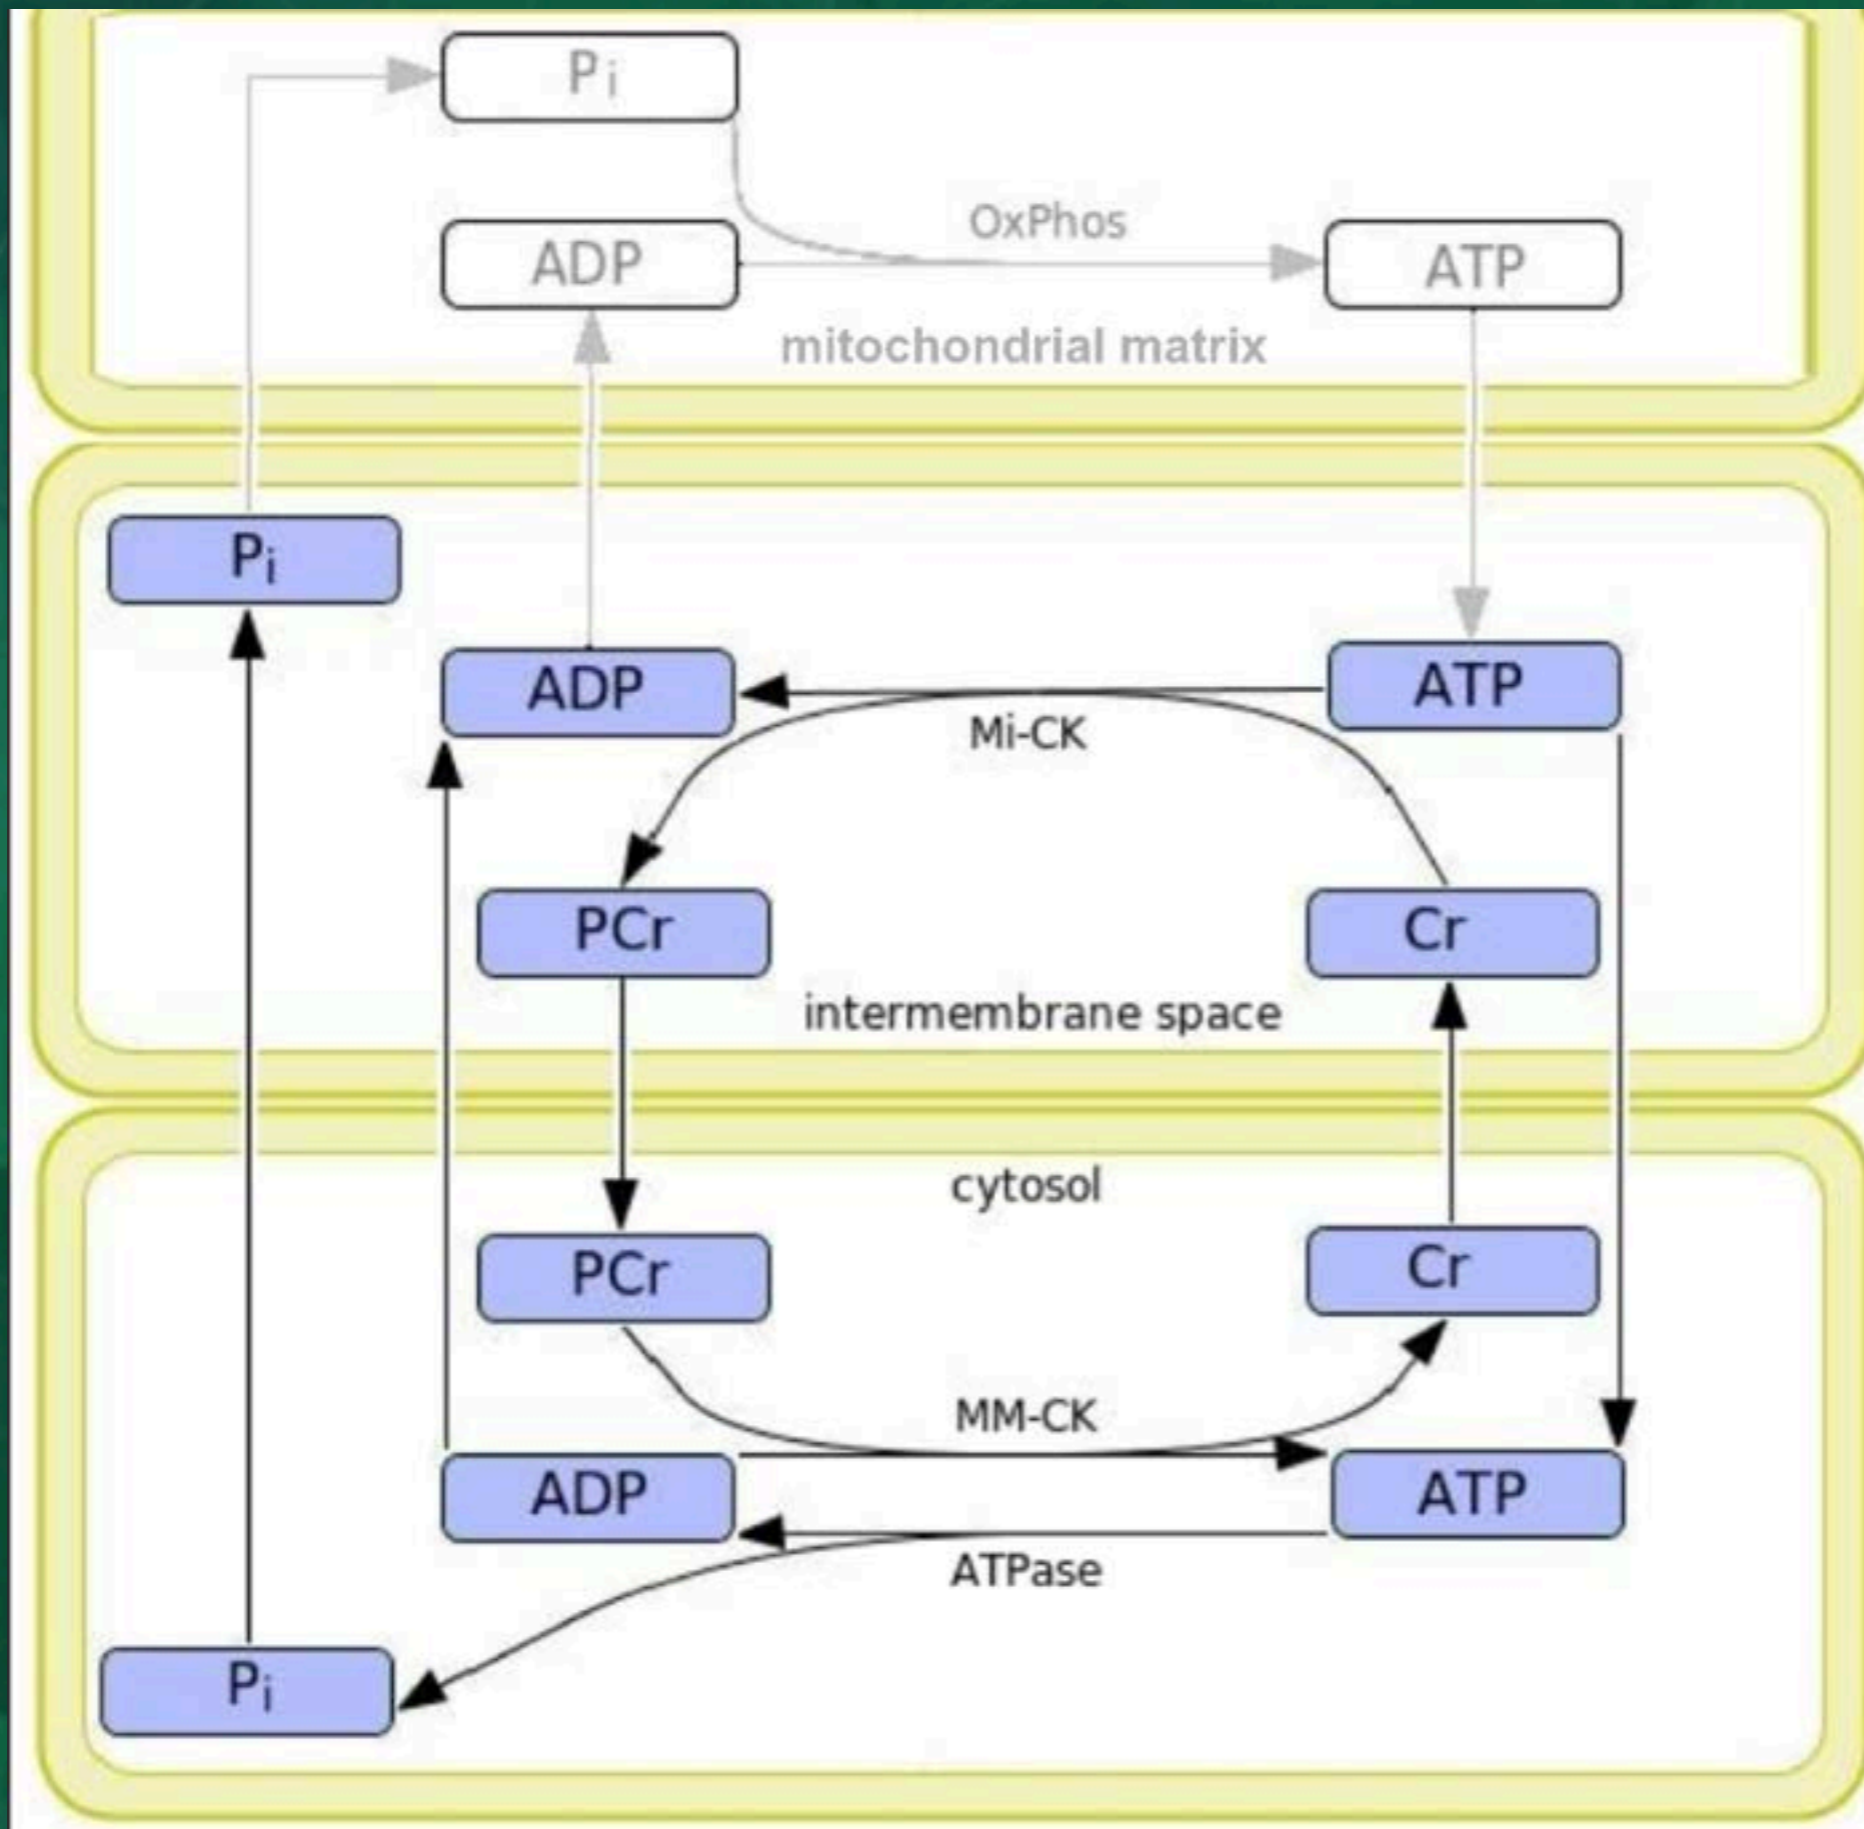 Pi
OxPhos
ADP
ATP
mitochondrial matrix
Pi
ADP
ATP
Mi-CK
PCr
Cr
intermembrane space
cytosol
PCr
Cr
MM-CK
ADP
ATP
ATPase
Pi